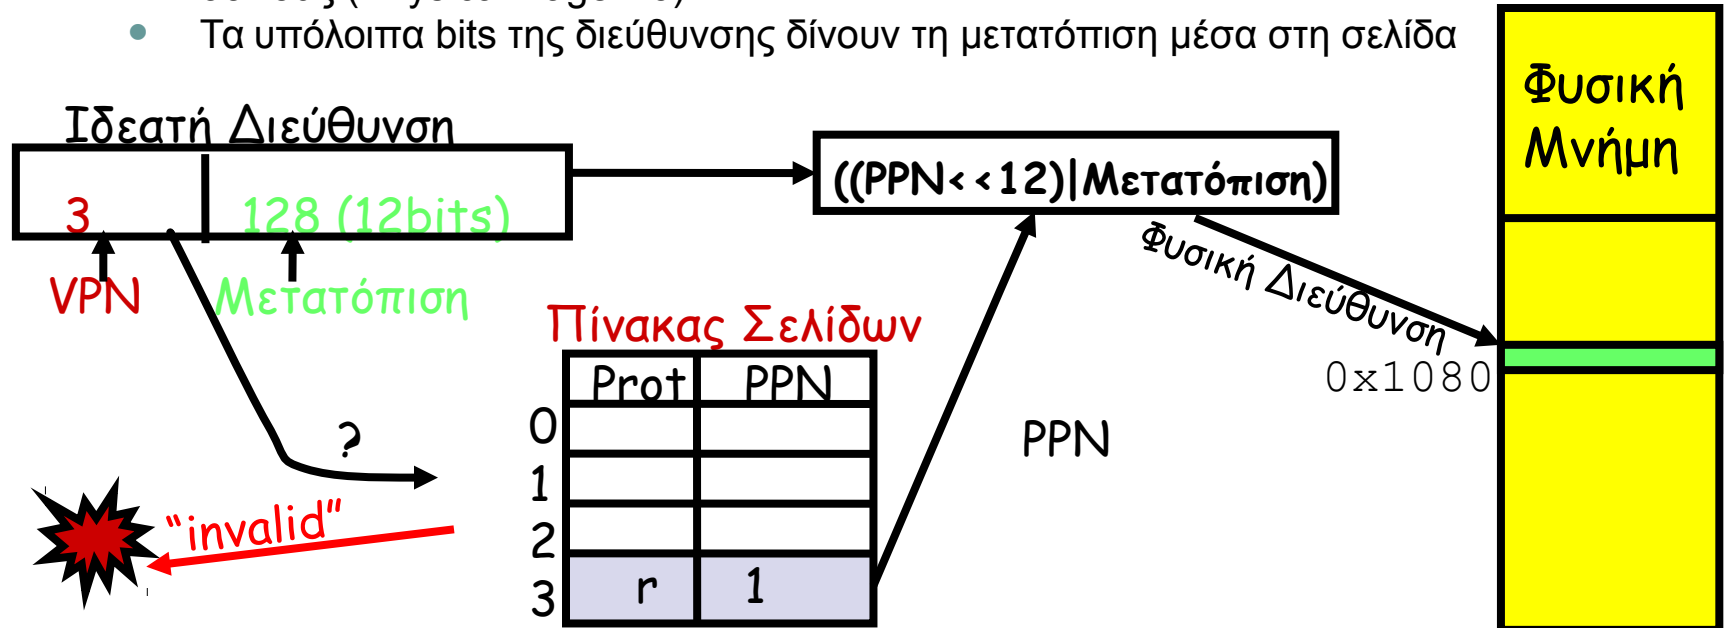 • Τα υπόλοιπα bits της διεύθυνσης δίνουν τη μετατόπιση μέσα στη σελίδα
Ιδεατή Διεύθυνση
3
128 (12bits)
VPN
Μετατόπιση
((PPN<<12)|Μετατόπιση)
Φυσική Διεύθυνση
Φυσική
Μνήμη
0x1080
Πίνακας Σελίδων
Prot PPN
0
1
2
3 r 1
PPN
?
“invalid”